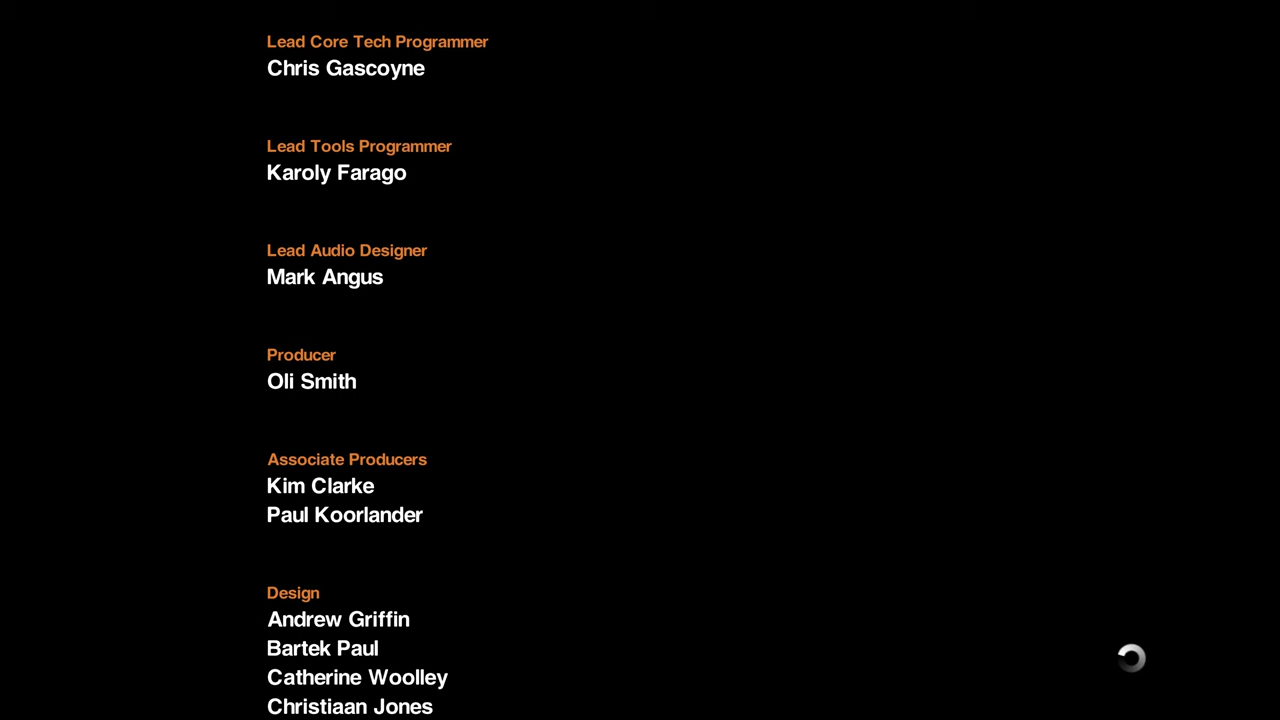 Lead Core Tech Programmer
Chris Gascoyne
Lead Tools Programmer
Karoly Farago
Lead Audio Designer
Mark Angus
Producer
Oli Smith
Associate Producers
Kim Clarke
Paul Koorlander
Design
Andrew Griffin
Bartek Paul
Catherine Woolley
Christiaan Jones